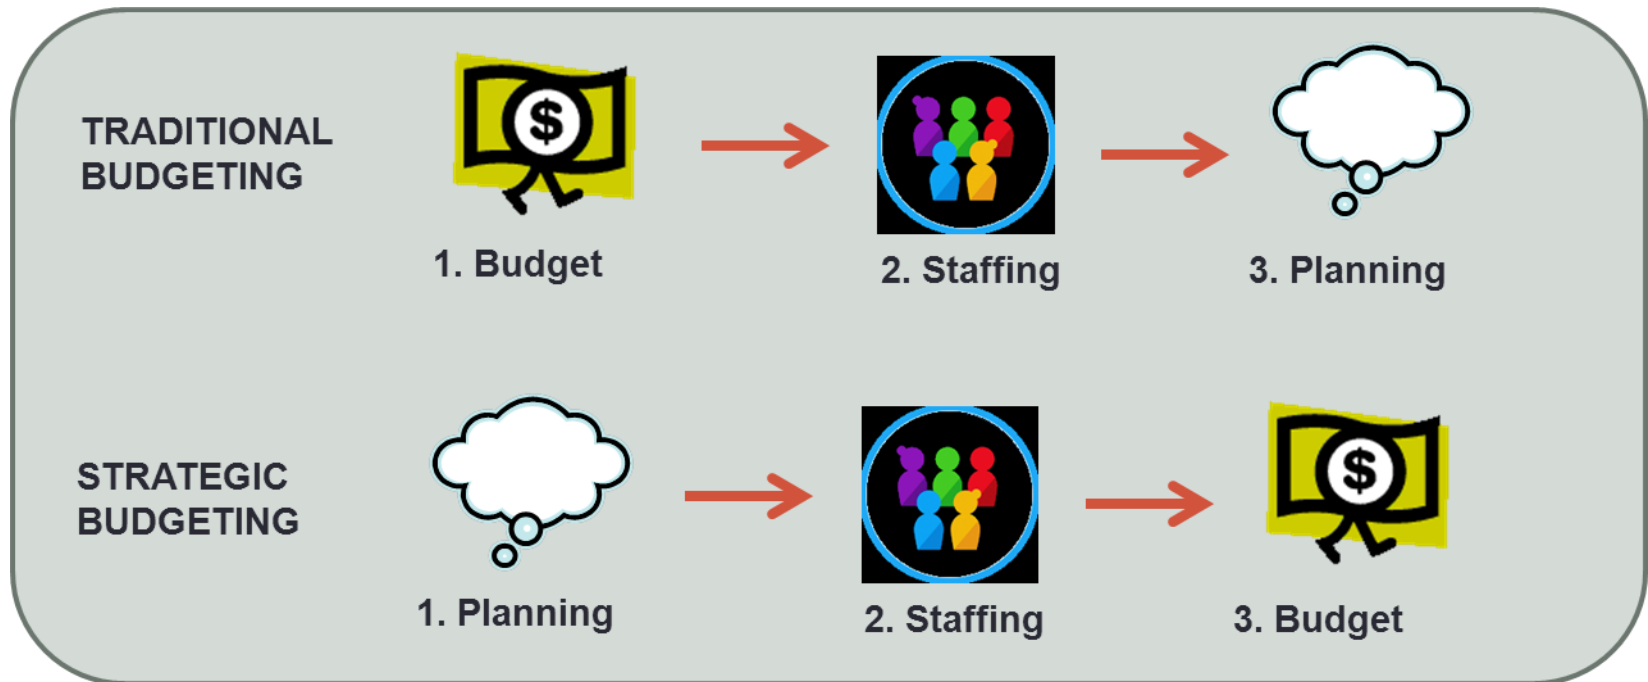 TRADITIONAL
BUDGETING
$
1. Budget
2. Staffing
3. Planning
STRATEGIC
BUDGETING
$
1. Planning
2. Staffing
3. Budget